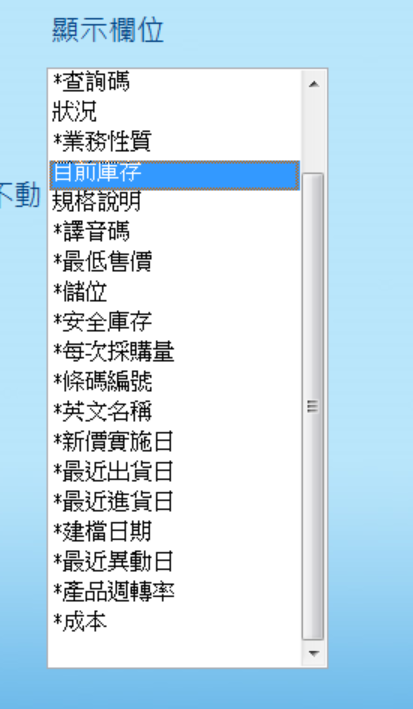 顯示欄位
*查詢碼
狀況
*業務性質
目前庫存
不動
規格說明
*譯音碼
*最低售價
*儲位
*安全庫存
*每次採購量
*條碼編號
*英文名稱
*新價實施日
*最近出貨日
*最近進貨日
*建檔日期
*最近異動日
*產品週轉率
*成本